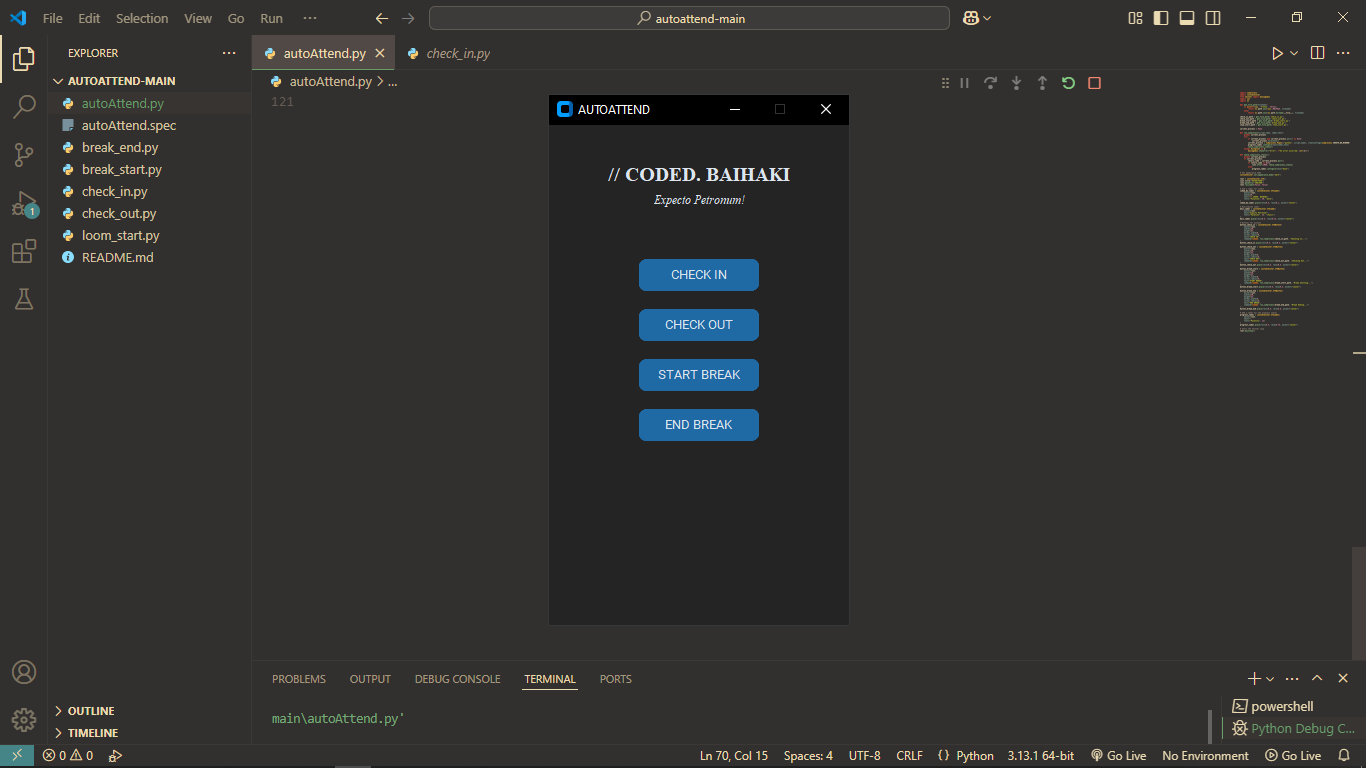 File Edit Selection View Go Run ···
autoattend-main
EXPLORER ···
AUTOATTEND-MAIN
autoAttend.py
autoAttend.spec
break_end.py
break_start.py
check_in.py
check_out.py
loom_start.py
README.md
1
OUTLINE
TIMELINE
autoAttend.py
check_in.py
autoAttend.py > ...
121
AUTOATTEND
// CODED. BAIHAKI
Expecto Petronum!
CHECK IN
CHECK OUT
START BREAK
END BREAK
PROBLEMS OUTPUT DEBUG CONSOLE TERMINAL PORTS
main\autoAttend.py'
powershell
Python Debug C...
0 0
Ln 70, Col 15 Spaces: 4 UTF-8 CRLF {} Python 3.13.1 64-bit Go Live No Environment Go Live